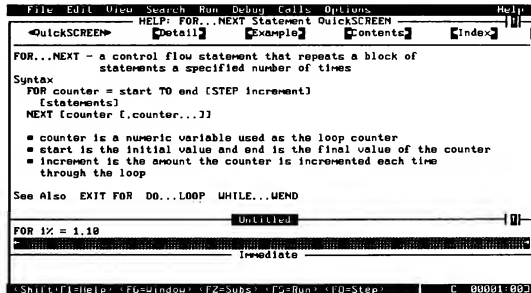 File Edit View Search Run Debug Calls Options Help
HELP: FOR...NEXT Statement QuickSCREEN
◄QuickSCREEN► [Detail] [Example] [Contents] [Index]
FOR...NEXT - a control flow statement that repeats a block of
statements a specified number of times
Syntax
FOR counter = start TO end [STEP increment]
[statements]
NEXT [counter [,counter...]]
■ counter is a numeric variable used as the loop counter
■ start is the initial value and end is the final value of the counter
■ increment is the amount the counter is incremented each time
through the loop
See Also EXIT FOR DO...LOOP WHILE...WEND
Untitled
FOR i% = 1.10
Immediate
<Shift+F1=Help> <F6=Window> <F2=Subs> <F5=Run> <F8=Step> C 00001:003